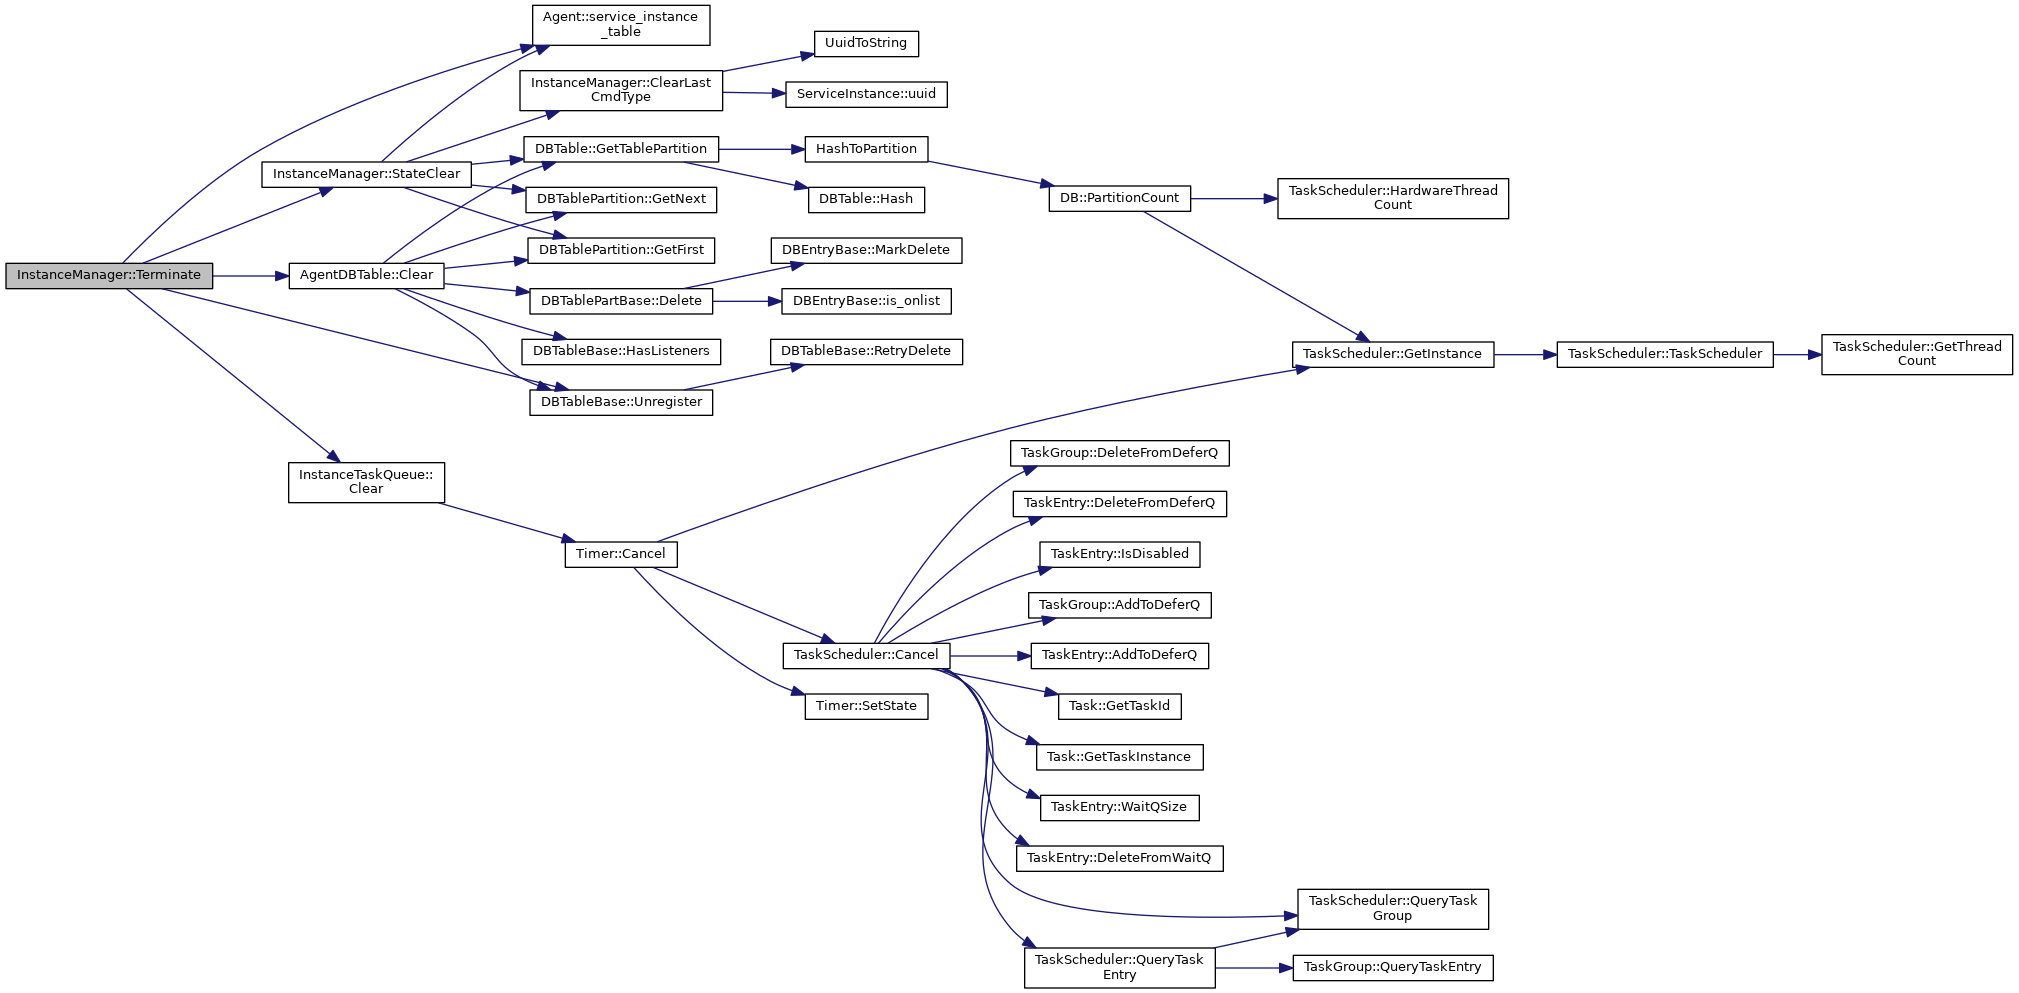 Agent::service_instance
_table
UuidToString
InstanceManager::ClearLast
CmdType
ServiceInstance::uuid
DBTable::GetTablePartition
HashToPartition
InstanceManager::StateClear
DBTablePartition::GetNext
DBTable::Hash
DB::PartitionCount
TaskScheduler::HardwareThread
Count
DBTablePartition::GetFirst
DBEntryBase::MarkDelete
InstanceManager::Terminate
AgentDBTable::Clear
DBTablePartBase::Delete
DBEntryBase::is_onlist
DBTableBase::HasListeners
DBTableBase::RetryDelete
TaskScheduler::GetInstance
TaskScheduler::TaskScheduler
TaskScheduler::GetThread
Count
DBTableBase::Unregister
TaskGroup::DeleteFromDeferQ
InstanceTaskQueue::
Clear
TaskEntry::DeleteFromDeferQ
Timer::Cancel
TaskEntry::IsDisabled
TaskGroup::AddToDeferQ
TaskScheduler::Cancel
TaskEntry::AddToDeferQ
Timer::SetState
Task::GetTaskId
Task::GetTaskInstance
TaskEntry::WaitQSize
TaskEntry::DeleteFromWaitQ
TaskScheduler::QueryTask
Group
TaskScheduler::QueryTask
Entry
TaskGroup::QueryTaskEntry